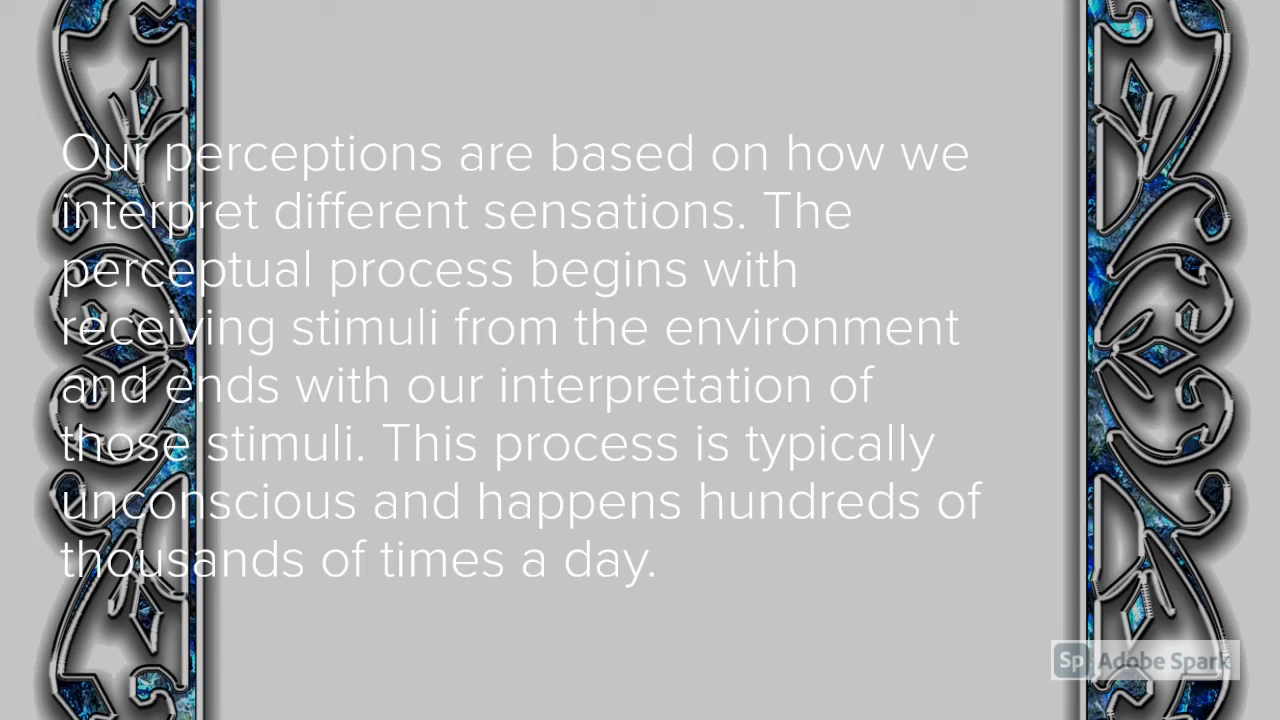 Our perceptions are based on how we
interpret different sensations. The
perceptual process begins with
receiving stimuli from the environment
and ends with our interpretation of
those stimuli. This process is typically
unconscious and happens hundreds of
thousands of times a day.
Sp Adobe Spark